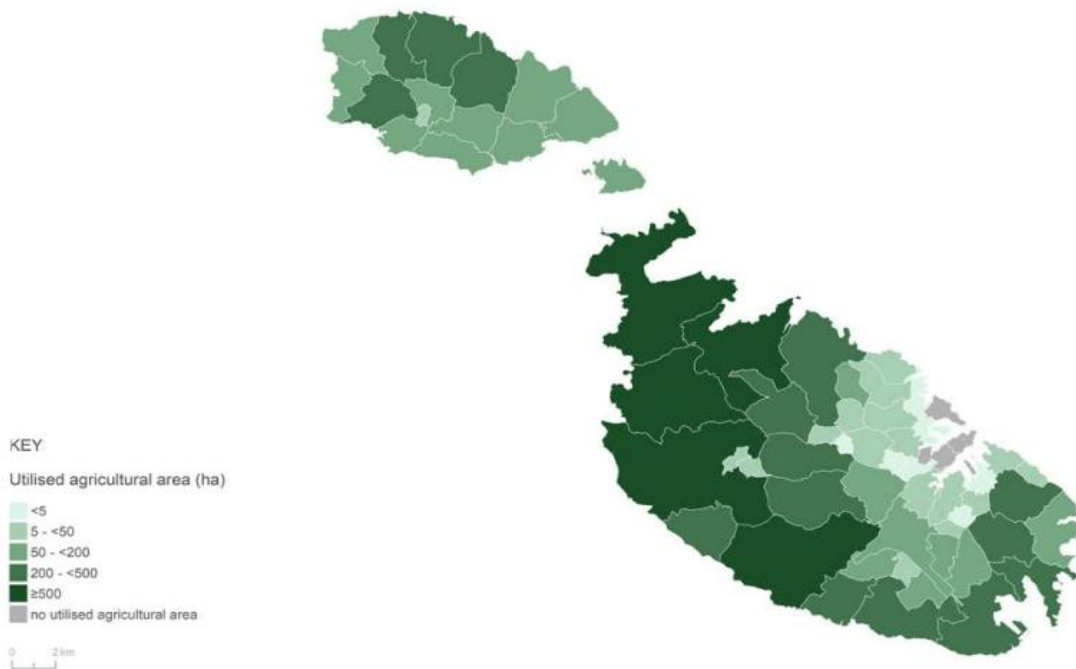 KEY
Utilised agricultural area (ha)
<5
5 - <50
50 - <200
200 - <500
≥500
no utilised agricultural area
0 2 km